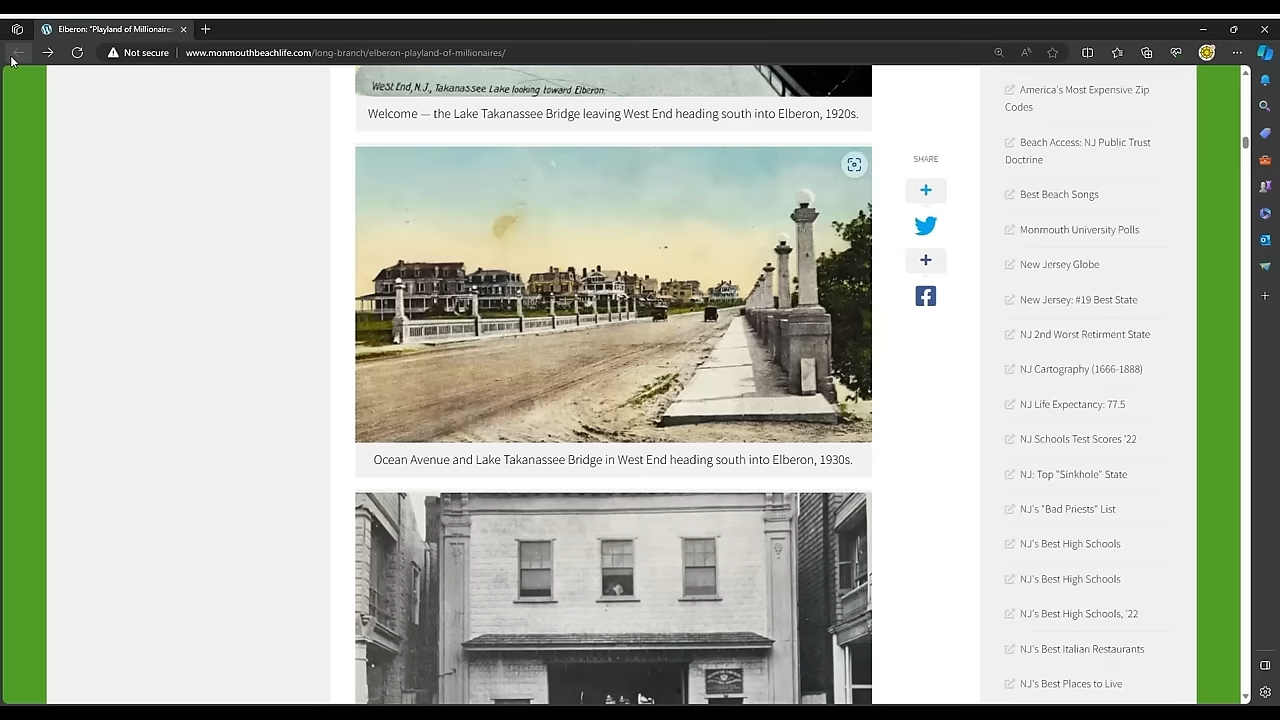 Elberon: "Playland of Millionaires
Not secure
www.monmouthbeachlife.com/long-branch/elberon-playland-of-millionaires/
West End, N.J., Takanassee Lake looking toward Elberon.
Welcome — the Lake Takanassee Bridge leaving West End heading south into Elberon, 1920s.
Ocean Avenue and Lake Takanassee Bridge in West End heading south into Elberon, 1930s.
SHARE
America's Most Expensive Zip
Codes
Beach Access: NJ Public Trust
Doctrine
Best Beach Songs
Monmouth University Polls
New Jersey Globe
New Jersey: #19 Best State
NJ 2nd Worst Retirment State
NJ Cartography (1666-1888)
NJ Life Expectancy: 77.5
NJ Schools Test Scores '22
NJ: Top "Sinkhole" State
NJ's "Bad Priests" List
NJ's Best High Schools
NJ's Best High Schools
NJ's Best High Schools, '22
NJ's Best Italian Restaurants
NJ's Best Places to Live